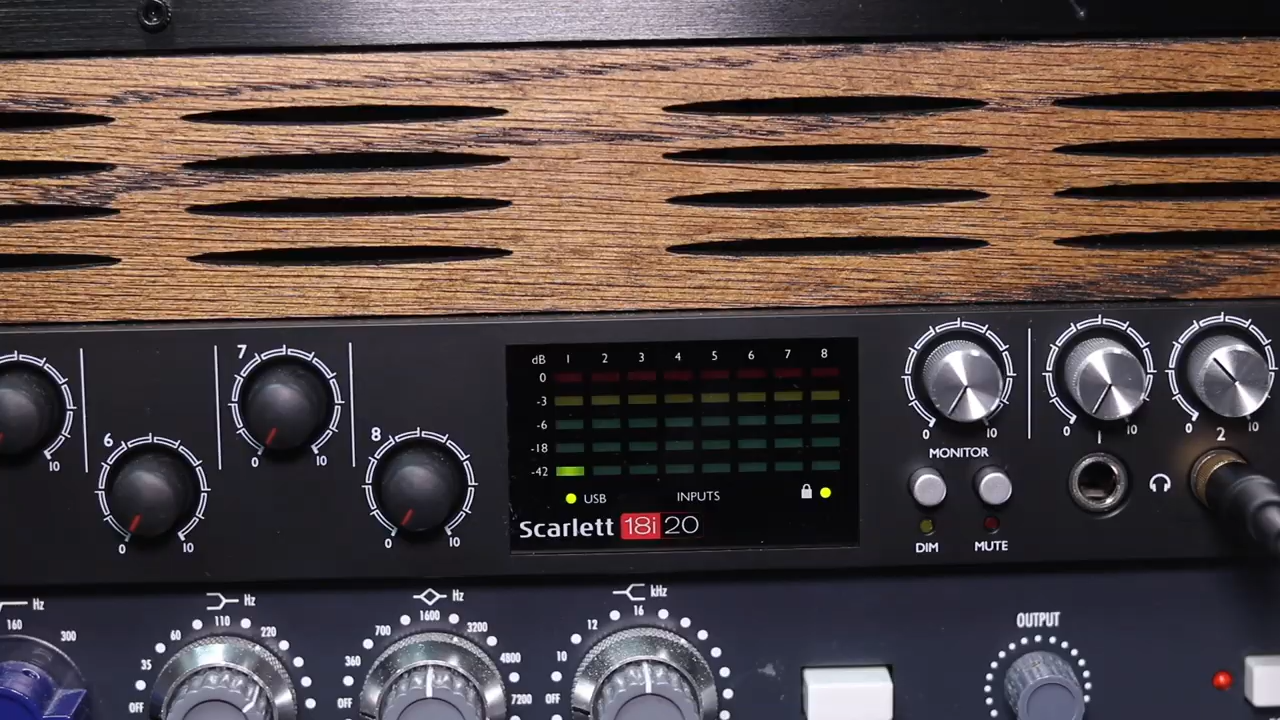 dB 1 2 3 4 5 6 7 8
0
-3
-6
-18
-42
USB INPUTS
Scarlett 18i20
10
6
0 10
7
0 10
8
0 10
0 10
MONITOR
DIM MUTE
0 10
1
0 10
2
Hz
160
300
Hz
OFF 35 60 110 220
Hz
OFF 360 700 1600 3200 4800 7200
kHz
OFF 10 12 16
OUTPUT